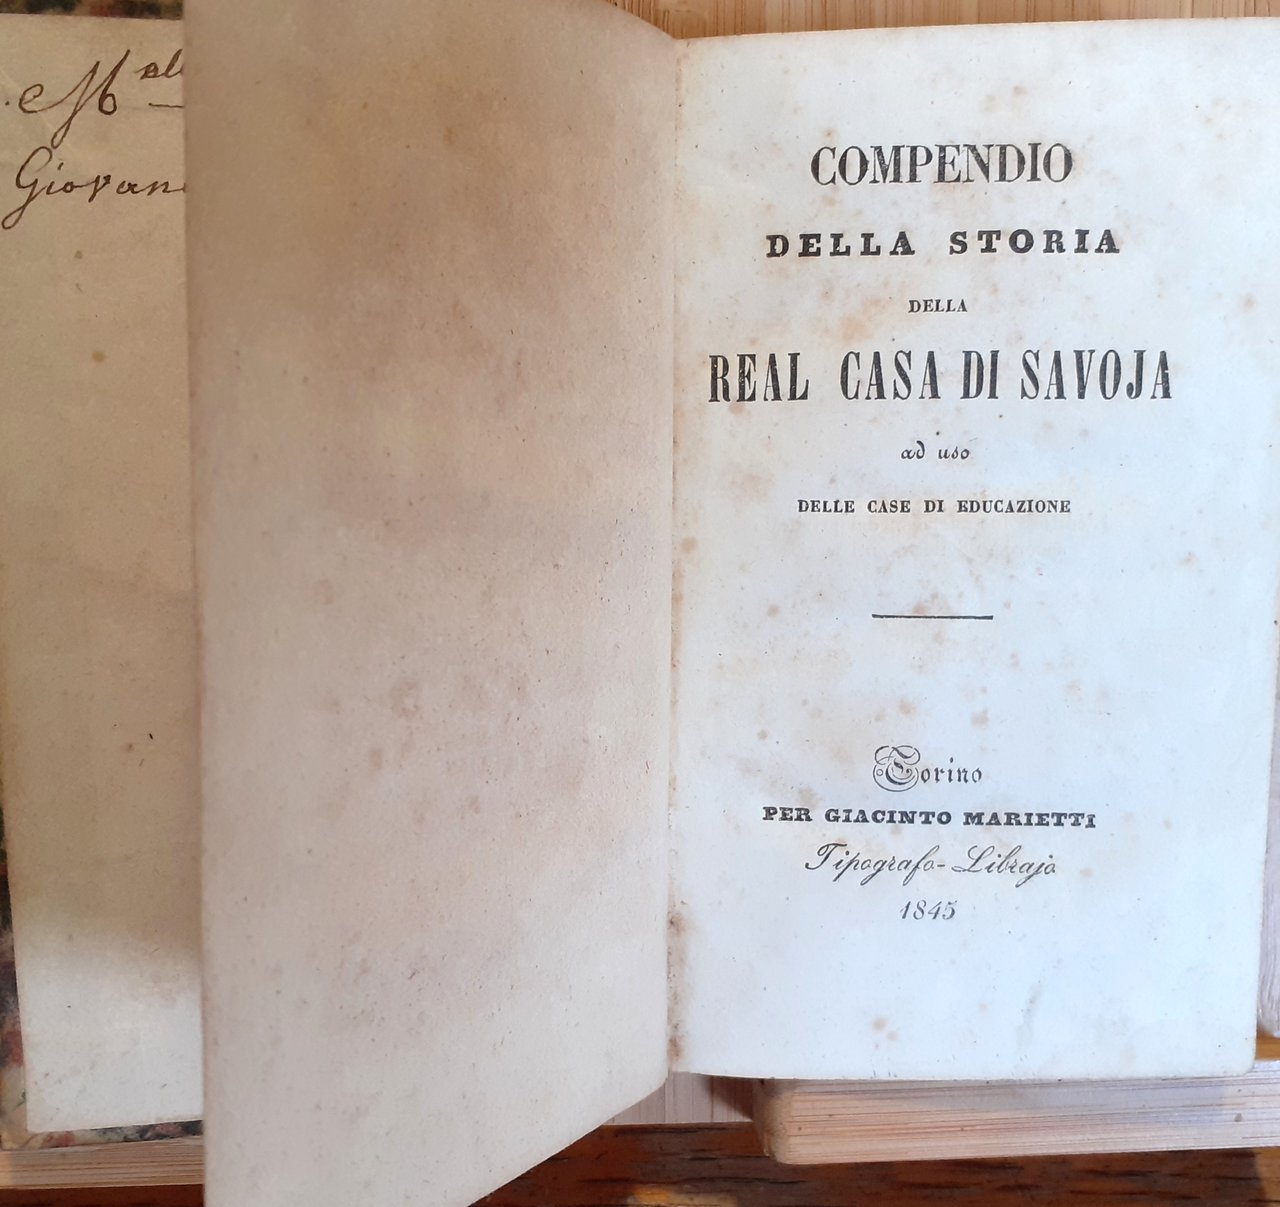 COMPENDIO
DELLA STORIA
DELLA
REAL CASA DI SAVOJA
ad uso
DELLE CASE DI EDUCAZIONE
Torino
PER GIACINTO MARIETTI
Tipografo-Librajo
1845